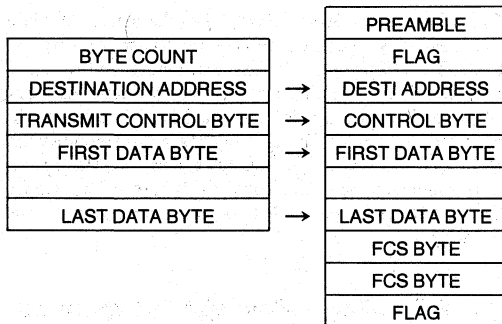 PREAMBLE
BYTE COUNT FLAG
DESTINATION ADDRESS → DESTI ADDRESS
TRANSMIT CONTROL BYTE → CONTROL BYTE
FIRST DATA BYTE → FIRST DATA BYTE
LAST DATA BYTE → LAST DATA BYTE
FCS BYTE
FCS BYTE
FLAG